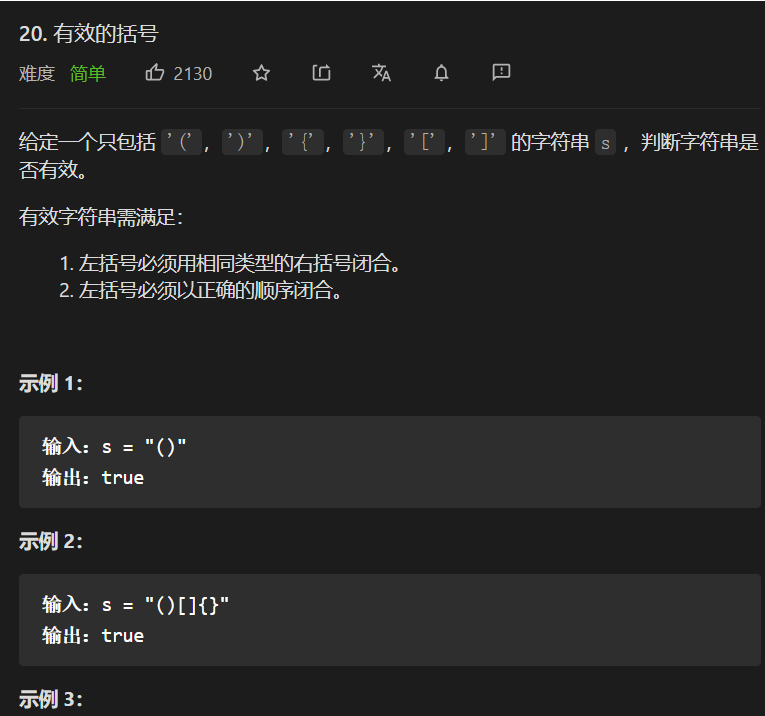 20. 有效的括号
难度 简单 2130
给定一个只包括 '(', ')', '{', '}', '[', ']' 的字符串 s ，判断字符串是
否有效。
有效字符串需满足：
1. 左括号必须用相同类型的右括号闭合。
2. 左括号必须以正确的顺序闭合。
示例 1：
输入：s = "()"
输出：true
示例 2：
输入：s = "()[]{}"
输出：true
示例 3：